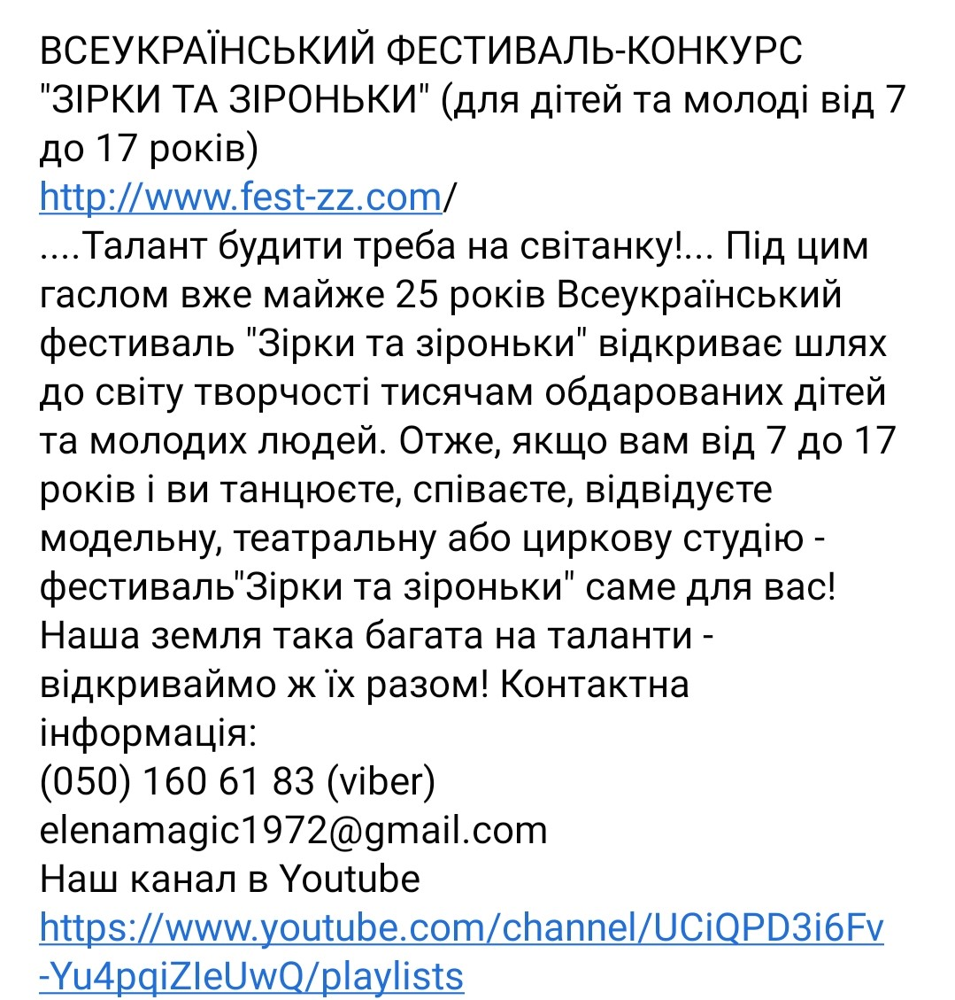 ВСЕУКРАЇНСЬКИЙ ФЕСТИВАЛЬ-КОНКУРС
"ЗІРКИ ТА ЗІРОНЬКИ" (для дітей та молоді від 7
до 17 років)
http://www.fest-zz.com/
....Талант будити треба на світанку!... Під цим
гаслом вже майже 25 років Всеукраїнський
фестиваль "Зірки та зіроньки" відкриває шлях
до світу творчості тисячам обдарованих дітей
та молодих людей. Отже, якщо вам від 7 до 17
років і ви танцюєте, співаєте, відвідуєте
модельну, театральну або циркову студію -
фестиваль"Зірки та зіроньки" саме для вас!
Наша земля така багата на таланти -
відкриваймо ж їх разом! Контактна
інформація:
(050) 160 61 83 (viber)
elenamagic1972@gmail.com
Наш канал в Youtube
https://www.youtube.com/channel/UCiQPD3i6Fv
-Yu4pqiZIeUwQ/playlists